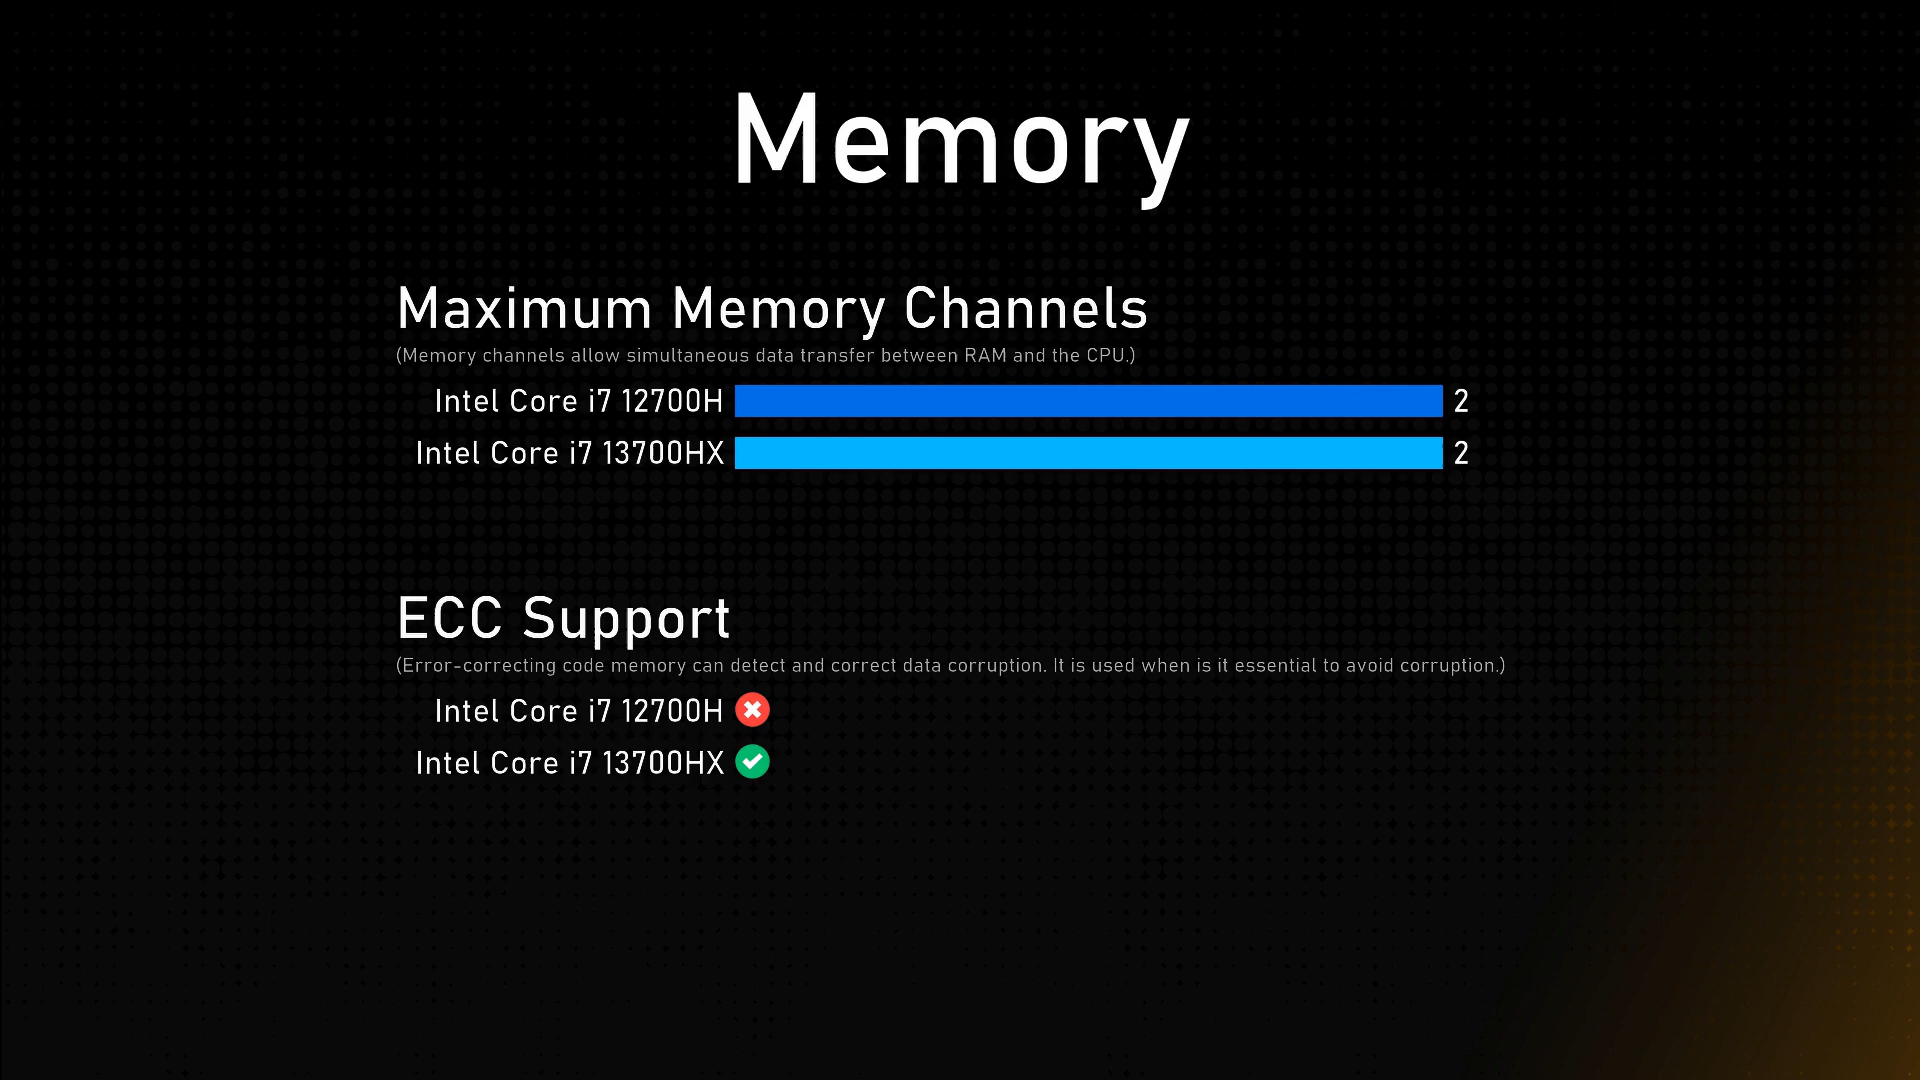 Memory
Maximum Memory Channels
(Memory channels allow simultaneous data transfer between RAM and the CPU.)
Intel Core i7 12700H 2
Intel Core i7 13700HX 2
ECC Support
(Error-correcting code memory can detect and correct data corruption. It is used when is it essential to avoid corruption.)
Intel Core i7 12700H
Intel Core i7 13700HX